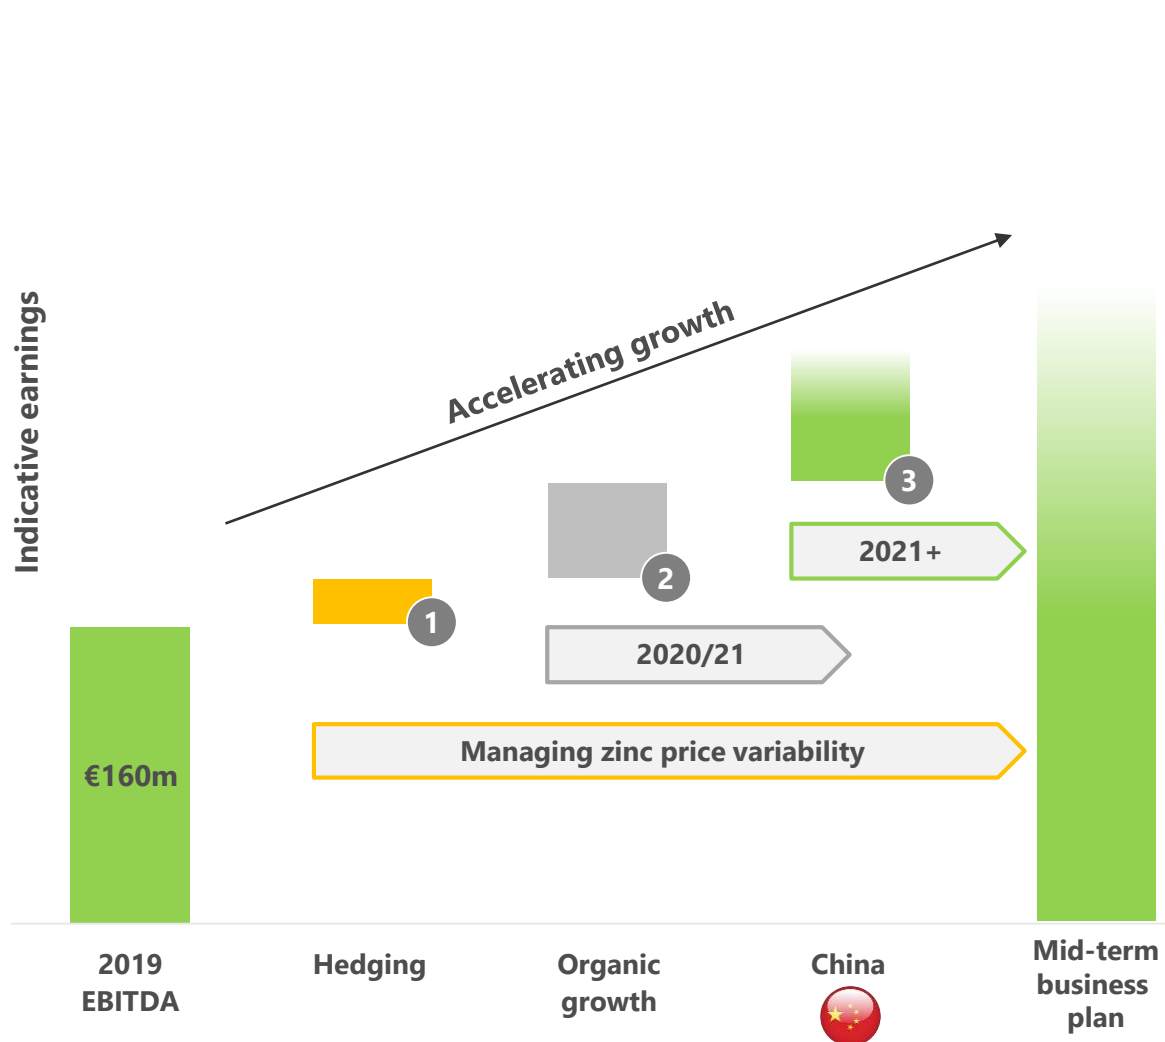 Indicative earnings
Accelerating growth
3
2021+
2
1
2020/21
Managing zinc price variability
€160m
2019
EBITDA
Hedging
Organic
growth
China
Mid-term
business
plan